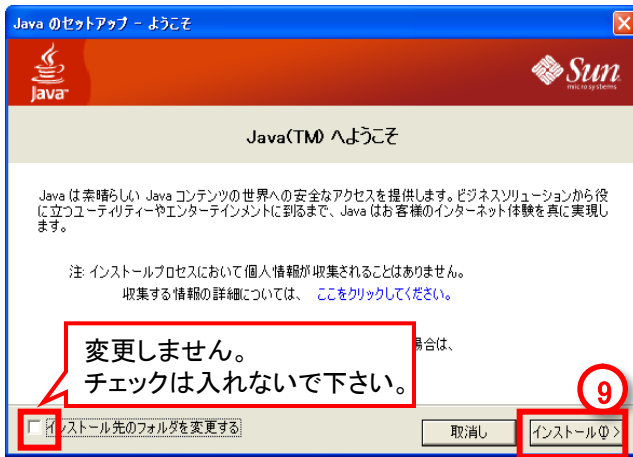 Java のセットアップ - ようこそ
Java
Sun
microsystems
Java(TM) へようこそ
Java は素晴らしい Java コンテンツの世界への安全なアクセスを提供します。ビジネスソリューションから役
に立つユーティリティーやエンターテインメントに到るまで、Java はお客様のインターネット体験を真に実現し
ます。
注: インストールプロセスにおいて個人情報が収集されることはありません。
収集する情報の詳細については、 ここをクリックしてください。
場合は、
変更しません。
チェックは入れないで下さい。
⑨
インストール先のフォルダを変更する
取消し
インストール(I) >